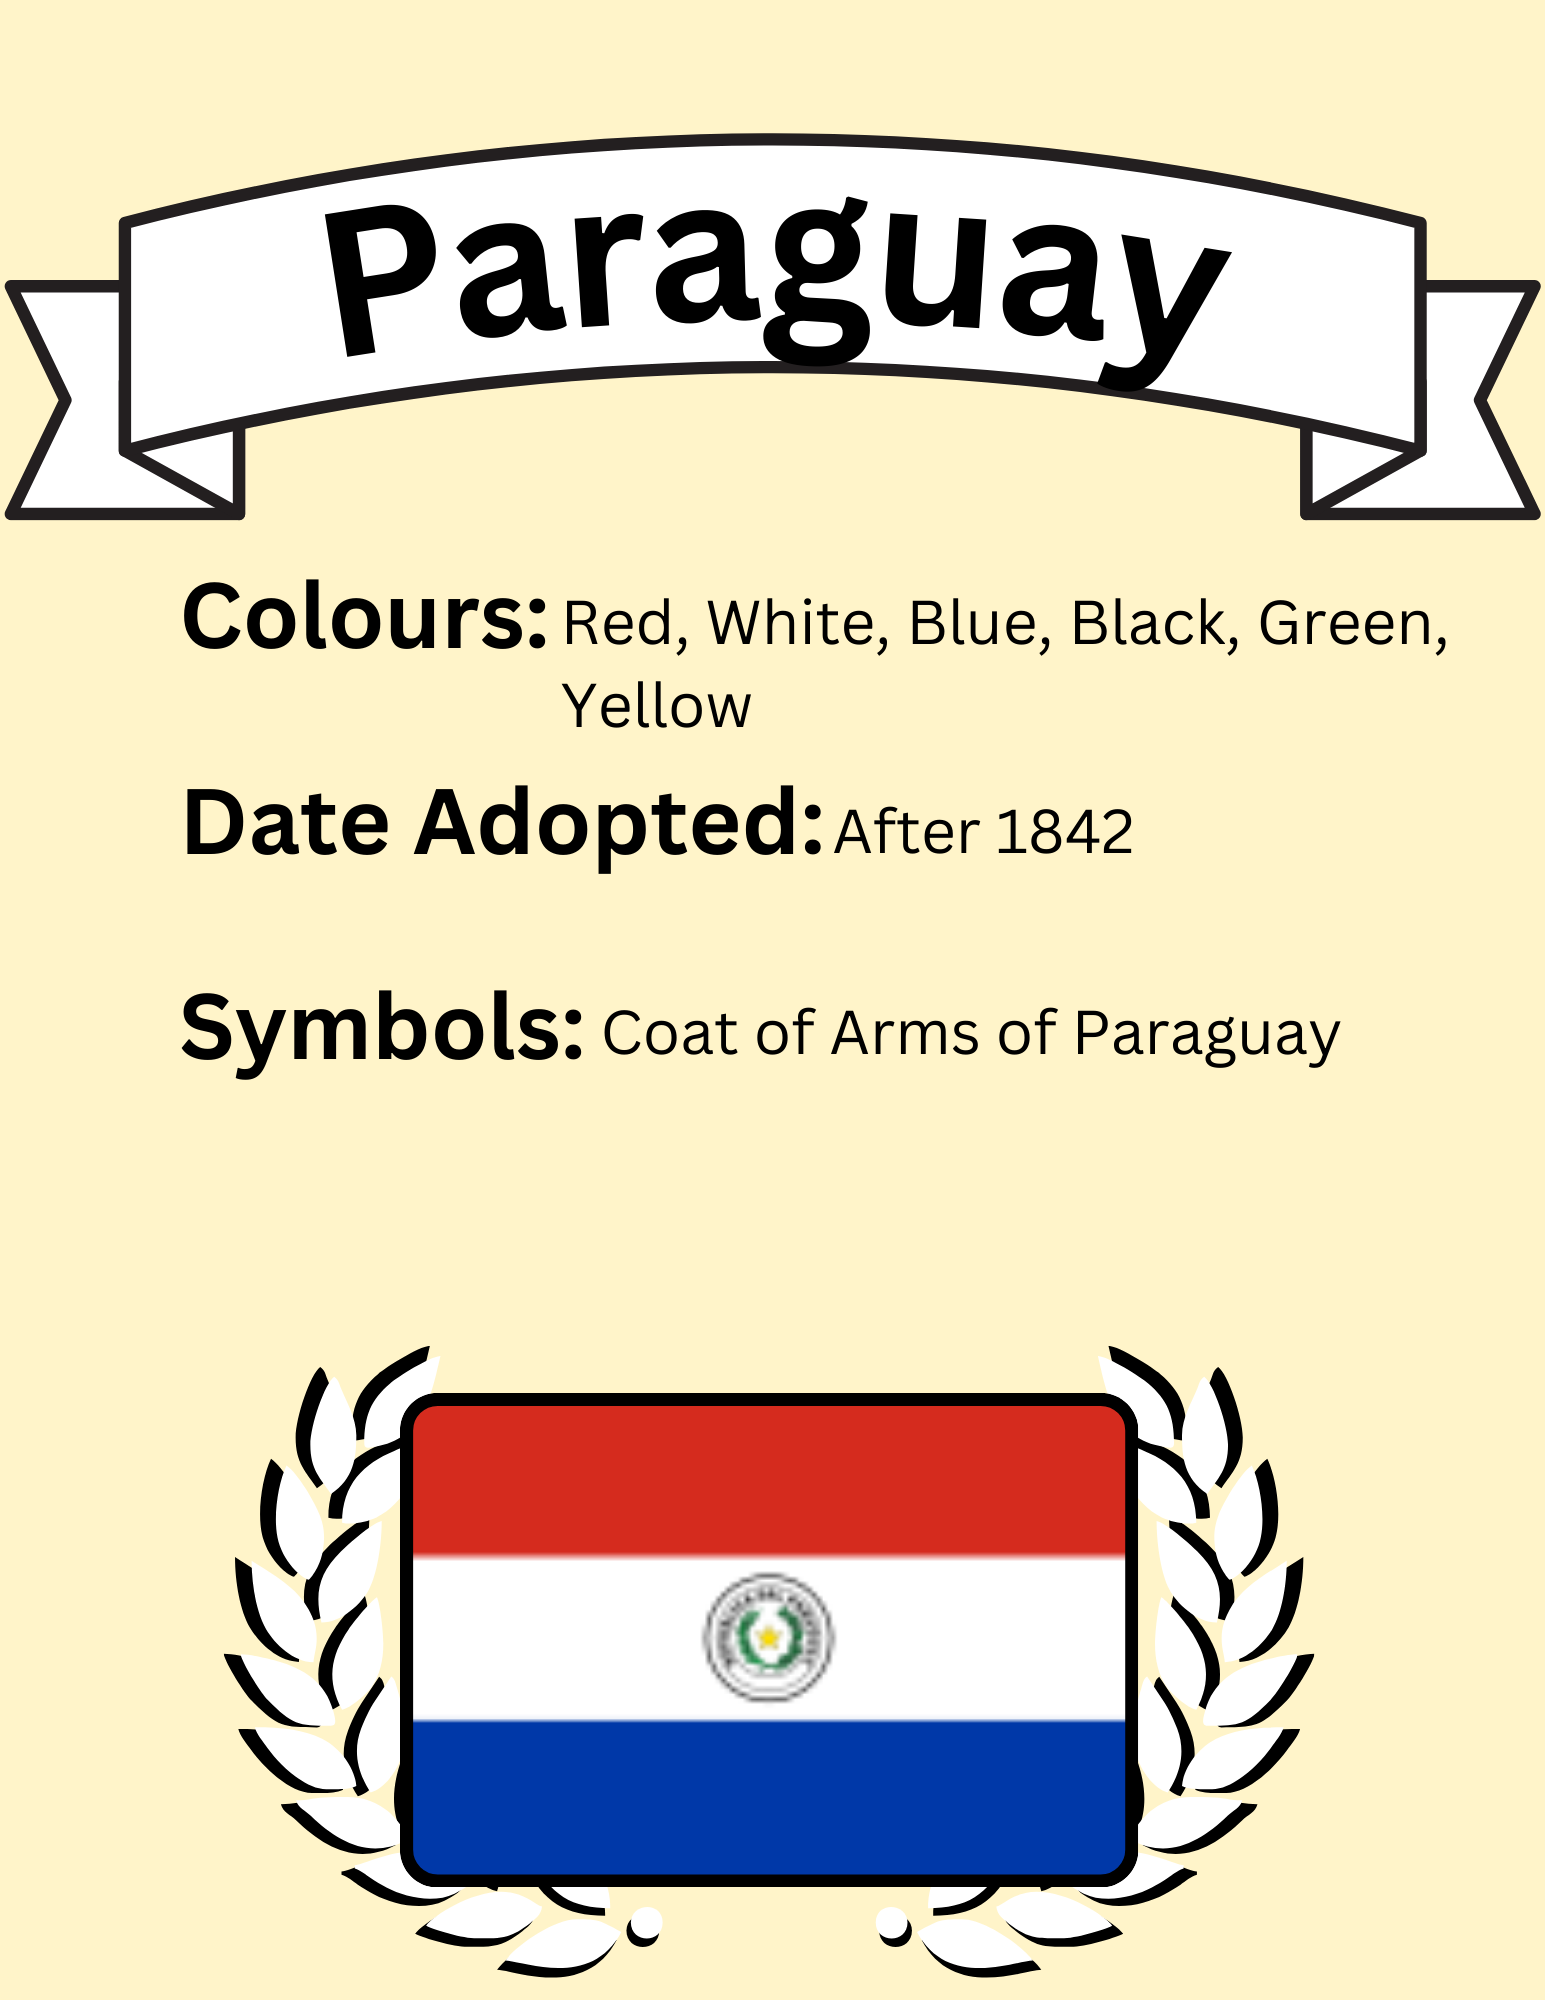 Paraguay
Colours: Red, White, Blue, Black, Green,
Yellow
Date Adopted: After 1842
Symbols: Coat of Arms of Paraguay